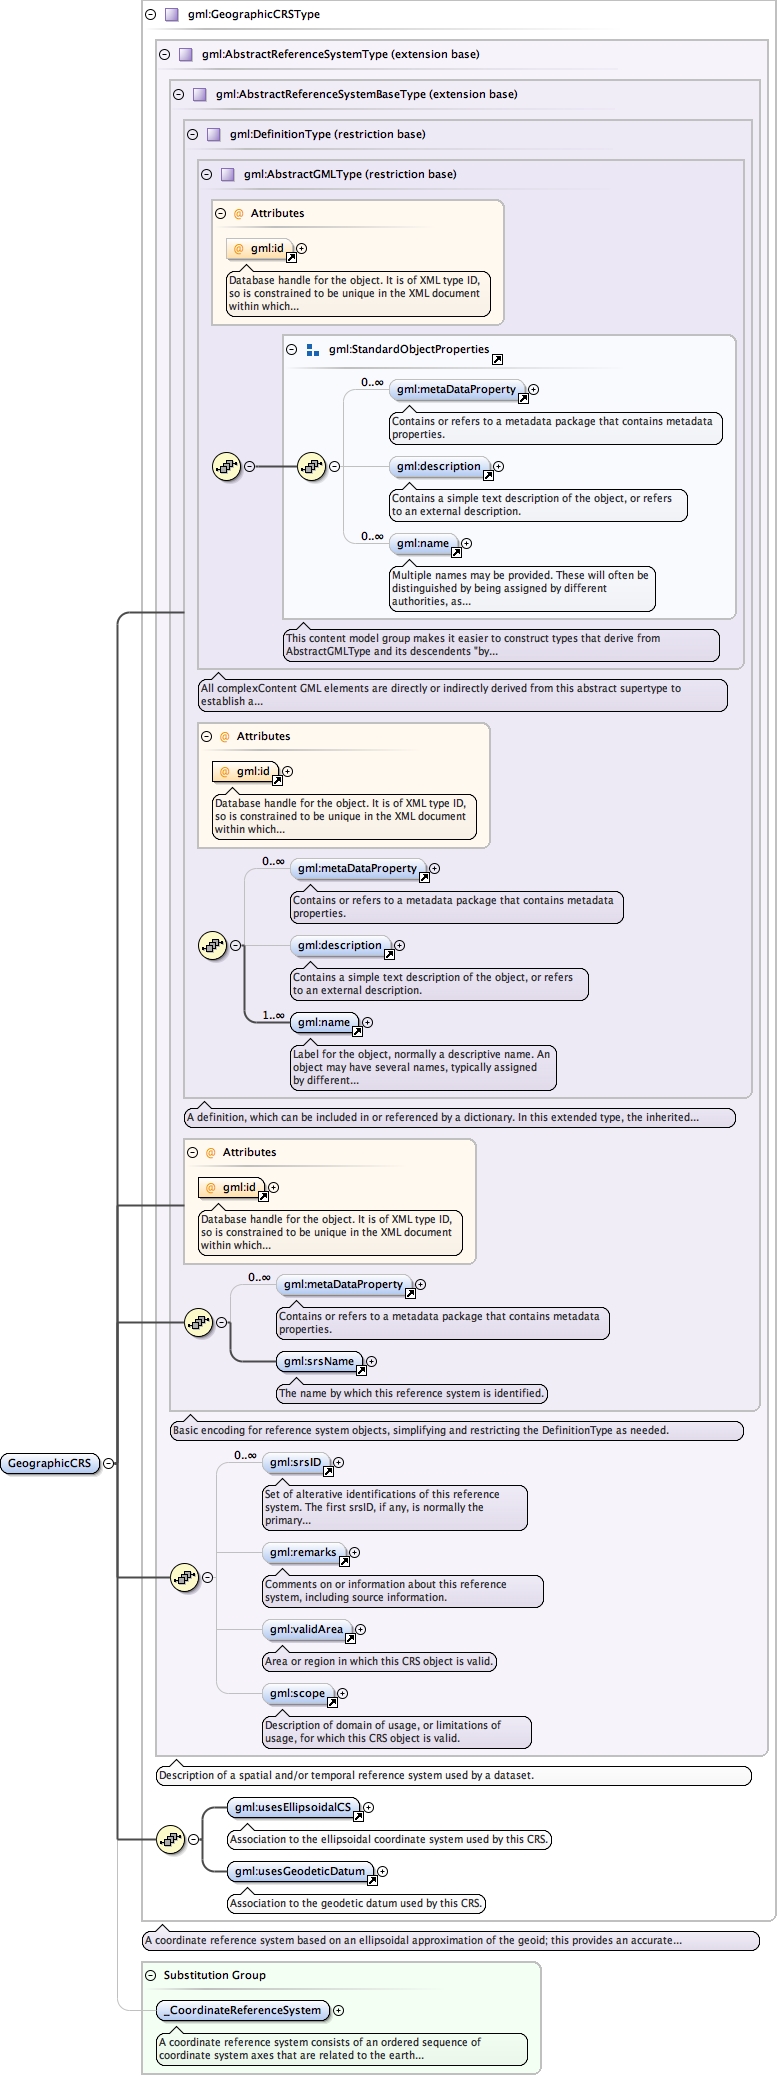 gml:GeographicCRSType
gml:AbstractReferenceSystemType (extension base)
gml:AbstractReferenceSystemBaseType (extension base)
gml:DefinitionType (restriction base)
gml:AbstractGMLType (restriction base)
@ Attributes
@ gml:id
Database handle for the object. It is of XML type ID,
so is constrained to be unique in the XML document
within which...
gml:StandardObjectProperties
0..∞
gml:metaDataProperty
Contains or refers to a metadata package that contains metadata
properties.
gml:description
Contains a simple text description of the object, or refers
to an external description.
0..∞
gml:name
Multiple names may be provided. These will often be
distinguished by being assigned by different
authorities, as...
This content model group makes it easier to construct types that derive from
AbstractGMLType and its descendents "by...
All complexContent GML elements are directly or indirectly derived from this abstract supertype to
establish a...
@ Attributes
@ gml:id
Database handle for the object. It is of XML type ID,
so is constrained to be unique in the XML document
within which...
0..∞
gml:metaDataProperty
Contains or refers to a metadata package that contains metadata
properties.
gml:description
Contains a simple text description of the object, or refers
to an external description.
1..∞
gml:name
Label for the object, normally a descriptive name. An
object may have several names, typically assigned
by different...
A definition, which can be included in or referenced by a dictionary. In this extended type, the inherited...
@ Attributes
@ gml:id
Database handle for the object. It is of XML type ID,
so is constrained to be unique in the XML document
within which...
0..∞
gml:metaDataProperty
Contains or refers to a metadata package that contains metadata
properties.
gml:srsName
The name by which this reference system is identified.
Basic encoding for reference system objects, simplifying and restricting the DefinitionType as needed.
GeographicCRS
0..∞
gml:srsID
Set of alterative identifications of this reference
system. The first srsID, if any, is normally the
primary...
gml:remarks
Comments on or information about this reference
system, including source information.
gml:validArea
Area or region in which this CRS object is valid.
gml:scope
Description of domain of usage, or limitations of
usage, for which this CRS object is valid.
Description of a spatial and/or temporal reference system used by a dataset.
gml:usesEllipsoidalCS
Association to the ellipsoidal coordinate system used by this CRS.
gml:usesGeodeticDatum
Association to the geodetic datum used by this CRS.
A coordinate reference system based on an ellipsoidal approximation of the geoid; this provides an accurate...
Substitution Group
_CoordinateReferenceSystem
A coordinate reference system consists of an ordered sequence of
coordinate system axes that are related to the earth...